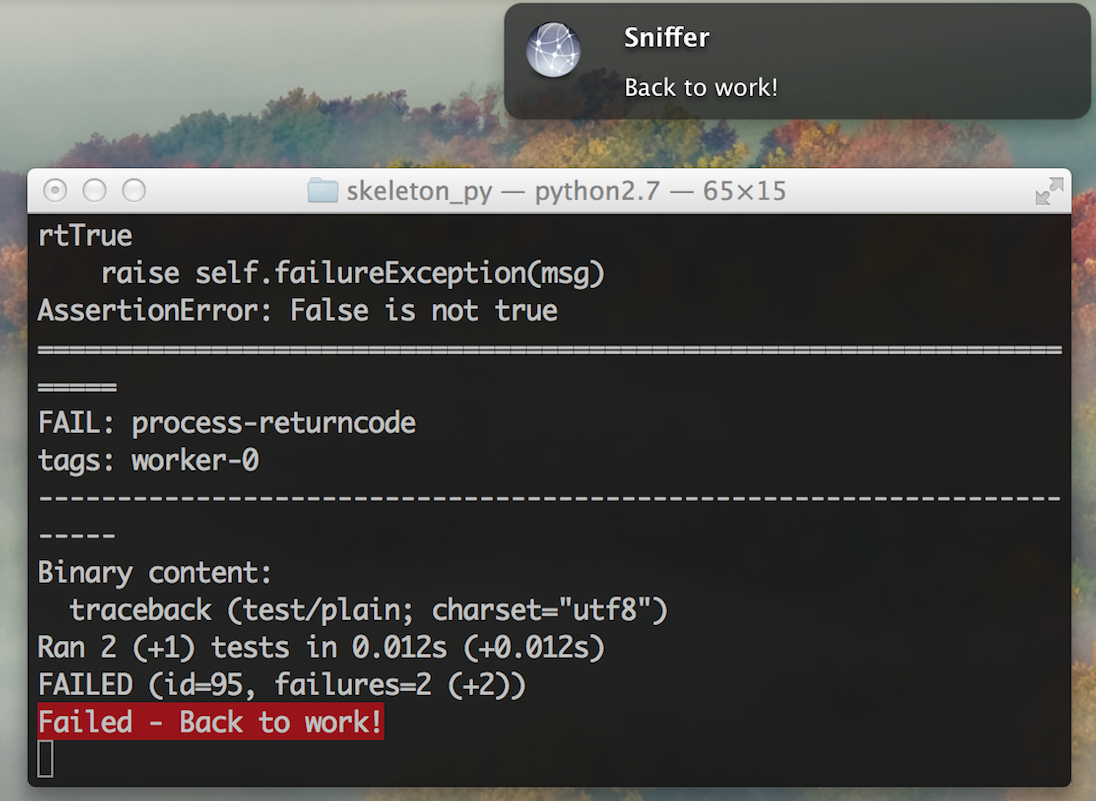 Sniffer
Back to work!
skeleton_py — python2.7 — 65×15
rtTrue
    raise self.failureException(msg)
AssertionError: False is not true
=================================================================
=====
FAIL: process-returncode
tags: worker-0
-----------------------------------------------------------------
-----
Binary content:
  traceback (test/plain; charset="utf8")
Ran 2 (+1) tests in 0.012s (+0.012s)
FAILED (id=95, failures=2 (+2))
Failed - Back to work!